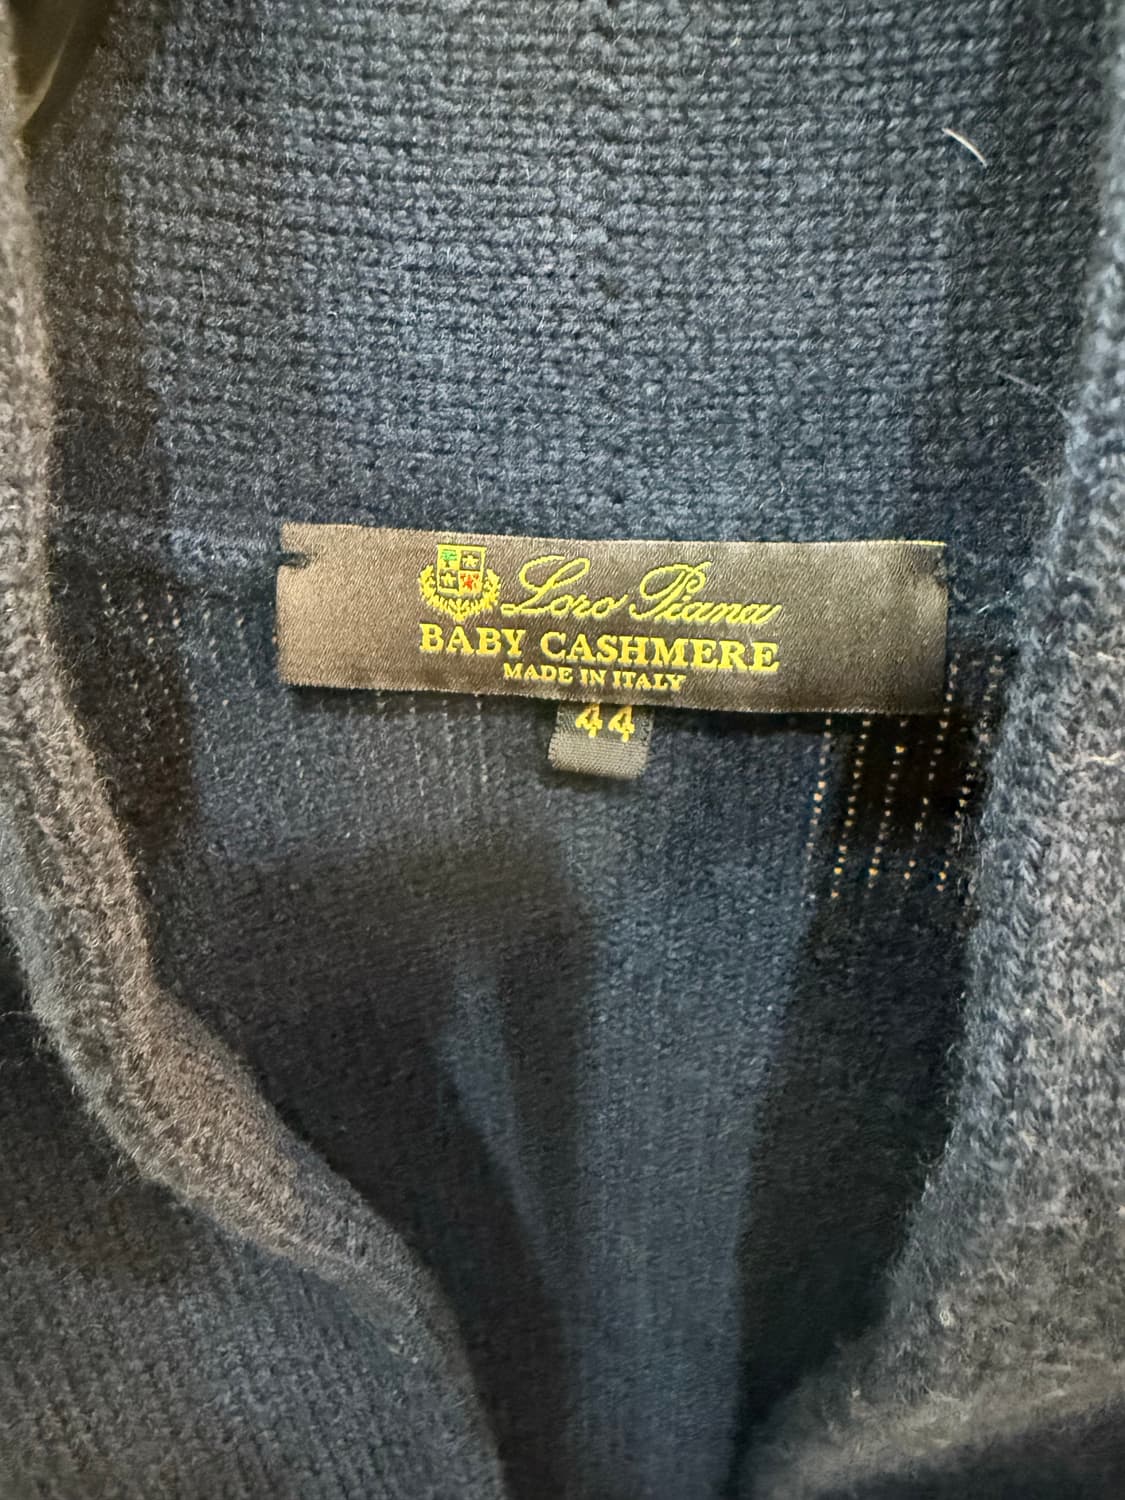 Loro Piana
BABY CASHMERE
MADE IN ITALY
44